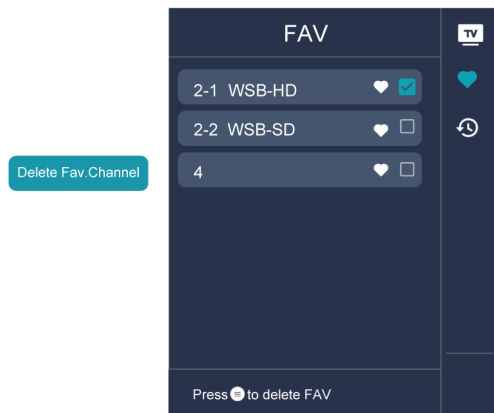 FAV
TV
2-1 WSB-HD
2-2 WSB-SD
4
Delete Fav.Channel
Press to delete FAV